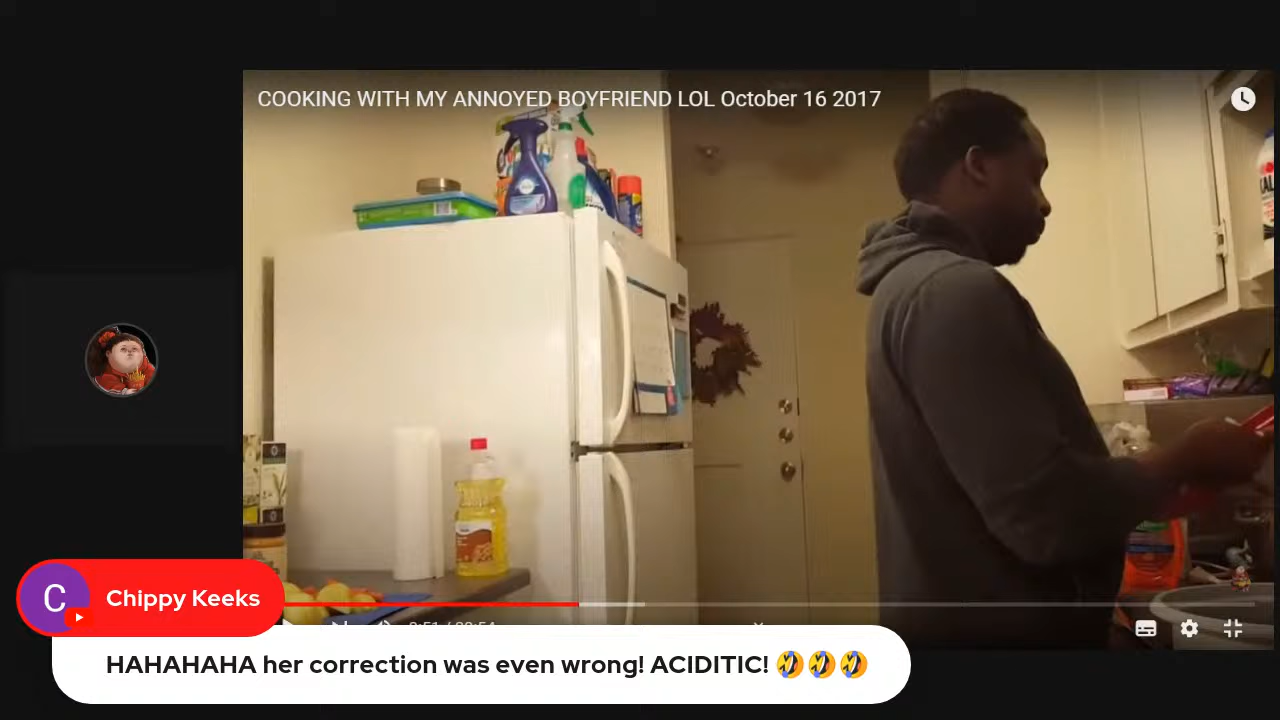 COOKING WITH MY ANNOYED BOYFRIEND LOL October 16 2017
C
Chippy Keeks
HAHAHAHA her correction was even wrong! ACIDITIC! 🤣🤣🤣